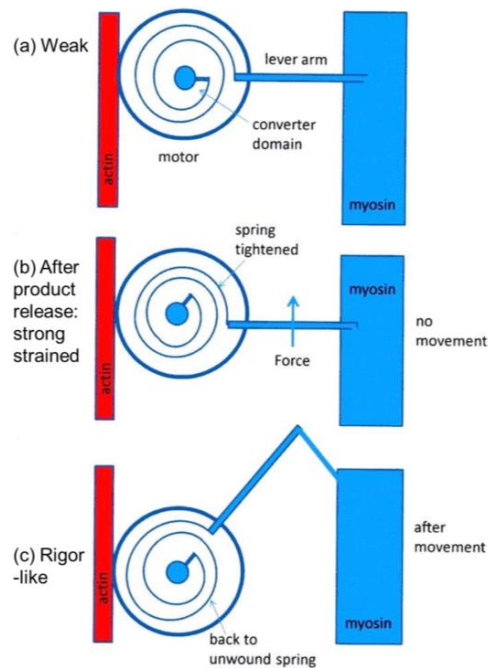 (a) Weak
lever arm
converter
domain
motor
actin
myosin
spring
tightened
(b) After
product
release:
strong
strained
myosin
no
movement
Force
actin
(c) Rigor
-like
after
movement
actin
myosin
back to
unwound spring